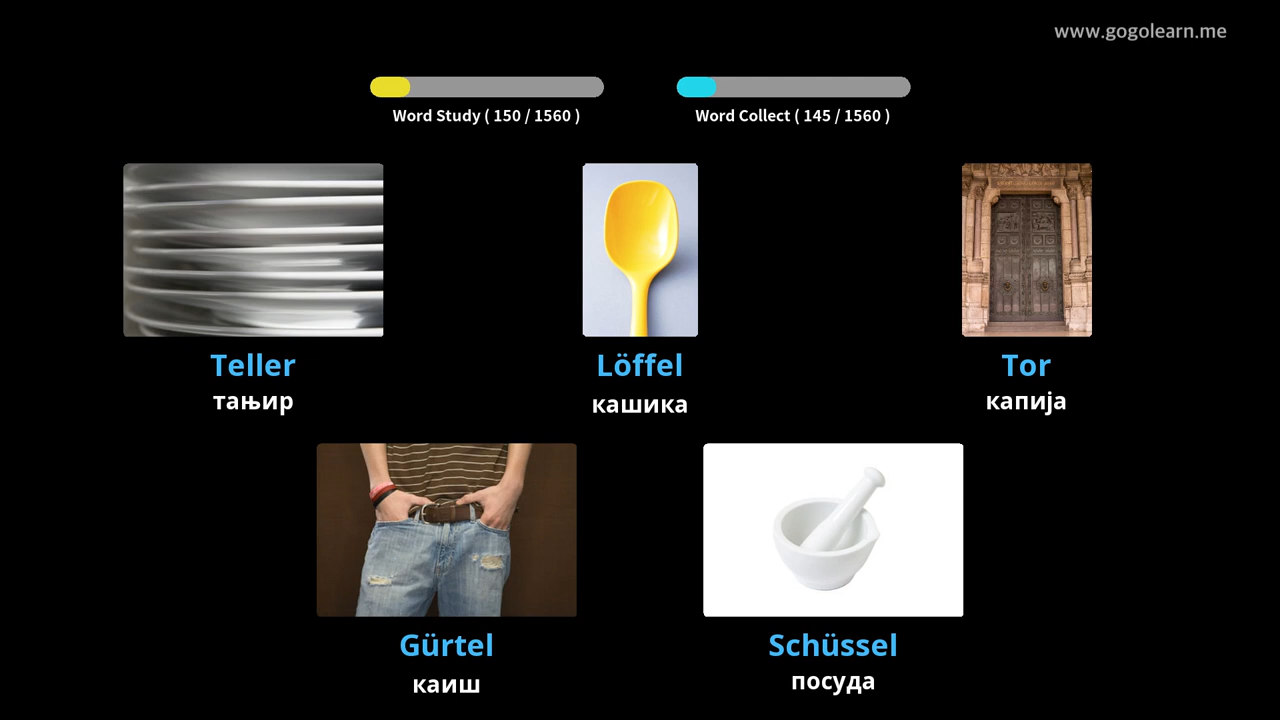 www.gogolearn.me
Word Study ( 150 / 1560 )
Word Collect ( 145 / 1560 )
Teller
Löffel
Tor
тањир
кашика
капија
Gürtel
Schüssel
каиш
посуда